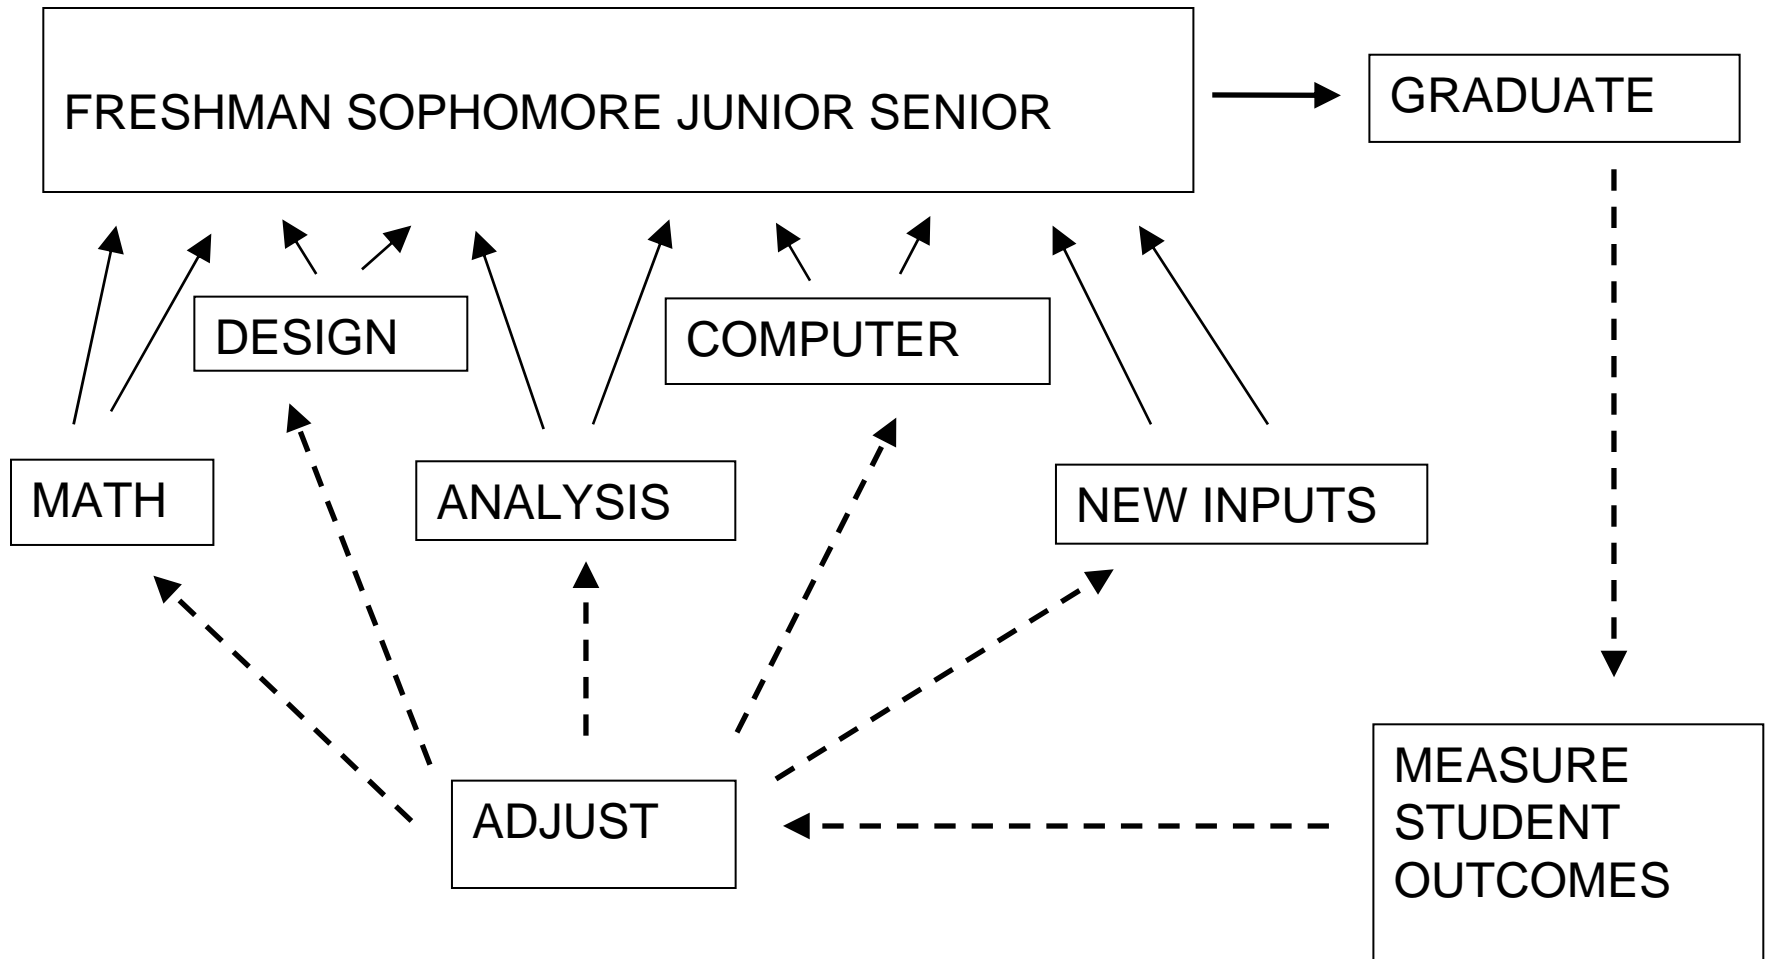 FRESHMAN SOPHOMORE JUNIOR SENIOR
GRADUATE
DESIGN
COMPUTER
MATH
ANALYSIS
NEW INPUTS
ADJUST
MEASURE
STUDENT
OUTCOMES